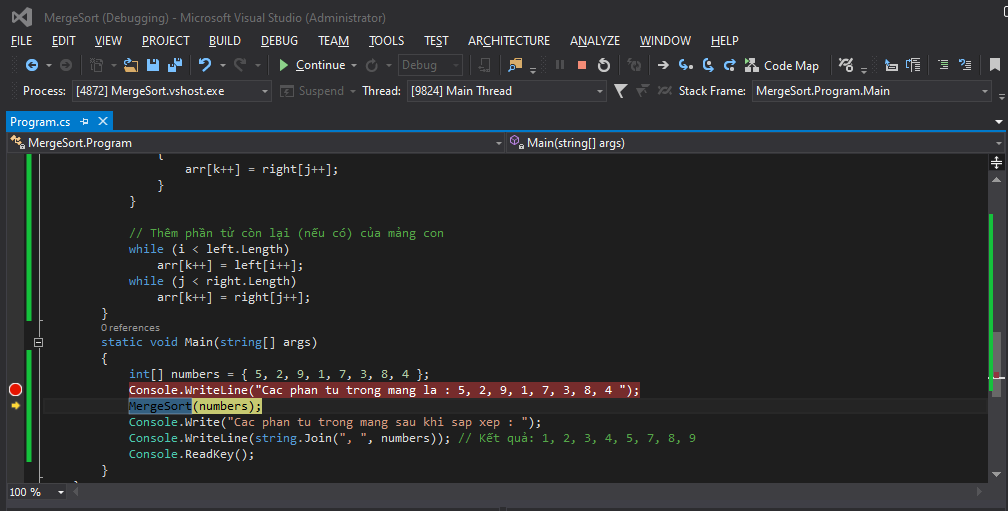 MergeSort (Debugging) - Microsoft Visual Studio (Administrator)
FILE EDIT VIEW PROJECT BUILD DEBUG TEAM TOOLS TEST ARCHITECTURE ANALYZE WINDOW HELP
Continue Debug Code Map
Process: [4872] MergeSort.vshost.exe Suspend Thread: [9824] Main Thread Stack Frame: MergeSort.Program.Main
Program.cs
MergeSort.Program Main(string[] args)
{
arr[k++] = right[j++];
}
}
// Thêm phần tử còn lại (nếu có) của mảng con
while (i < left.Length)
arr[k++] = left[i++];
while (j < right.Length)
arr[k++] = right[j++];
}
0 references
static void Main(string[] args)
{
int[] numbers = { 5, 2, 9, 1, 7, 3, 8, 4 };
Console.WriteLine("Cac phan tu trong mang la : 5, 2, 9, 1, 7, 3, 8, 4 ");
MergeSort(numbers);
Console.Write("Cac phan tu trong mang sau khi sap xep : ");
Console.WriteLine(string.Join(", ", numbers)); // Kết quả: 1, 2, 3, 4, 5, 7, 8, 9
Console.ReadKey();
}
100 %